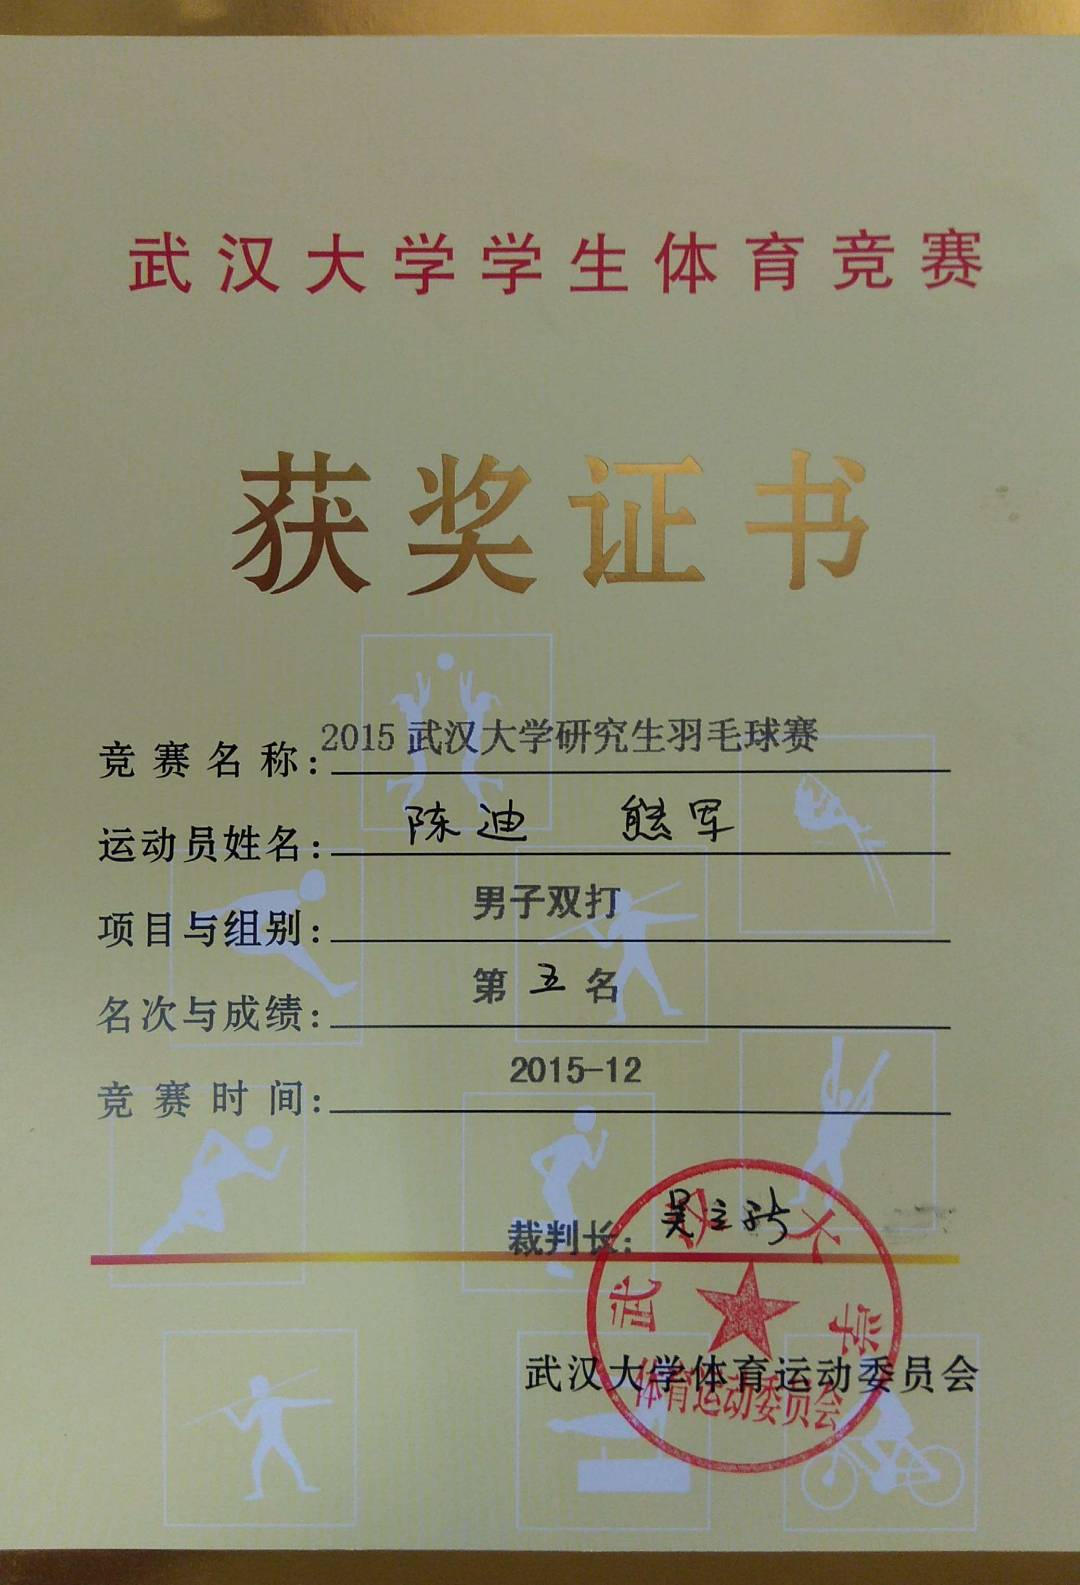 武汉大学学生体育竞赛
获奖证书
竞赛名称: 2015武汉大学研究生羽毛球赛
运动员姓名: 陈迪 熊军
项目与组别: 男子双打
名次与成绩: 第五名
竞赛时间: 2015-12
裁判长: 吴立新
武汉大学
武汉大学体育运动委员会
体育运动委员会